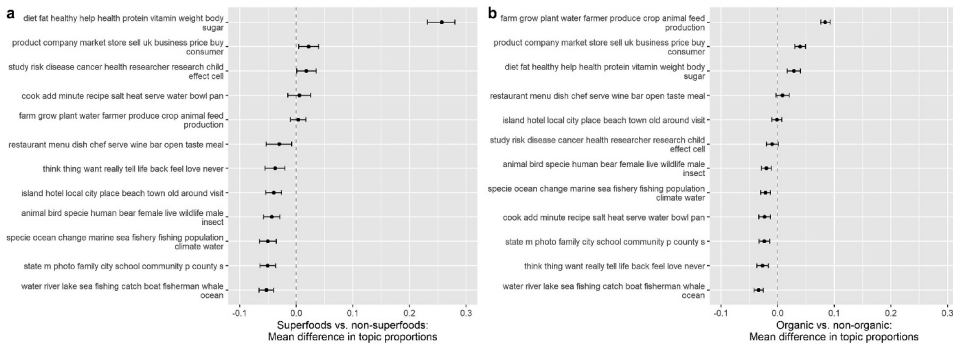 a
diet fat healthy help health protein vitamin weight body
sugar
product company market store sell uk business price buy
consumer
study risk disease cancer health researcher research child
effect cell
cook add minute recipe salt heat serve water bowl pan
farm grow plant water farmer produce crop animal feed
production
restaurant menu dish chef serve wine bar open taste meal
think thing want really tell life back feel love never
island hotel local city place beach town old around visit
animal bird specie human bear female live wildlife male
insect
specie ocean change marine sea fishery fishing population
climate water
state m photo family city school community p county s
water river lake sea fishing catch boat fisherman whale
ocean
-0.1 0.0 0.1 0.2 0.3
Superfoods vs. non-superfoods:
Mean difference in topic proportions
b
farm grow plant water farmer produce crop animal feed
production
product company market store sell uk business price buy
consumer
diet fat healthy help health protein vitamin weight body
sugar
restaurant menu dish chef serve wine bar open taste meal
island hotel local city place beach town old around visit
study risk disease cancer health researcher research child
effect cell
animal bird specie human bear female live wildlife male
insect
specie ocean change marine sea fishery fishing population
climate water
cook add minute recipe salt heat serve water bowl pan
state m photo family city school community p county s
think thing want really tell life back feel love never
water river lake sea fishing catch boat fisherman whale
ocean
-0.1 0.0 0.1 0.2 0.3
Organic vs. non-organic:
Mean difference in topic proportions